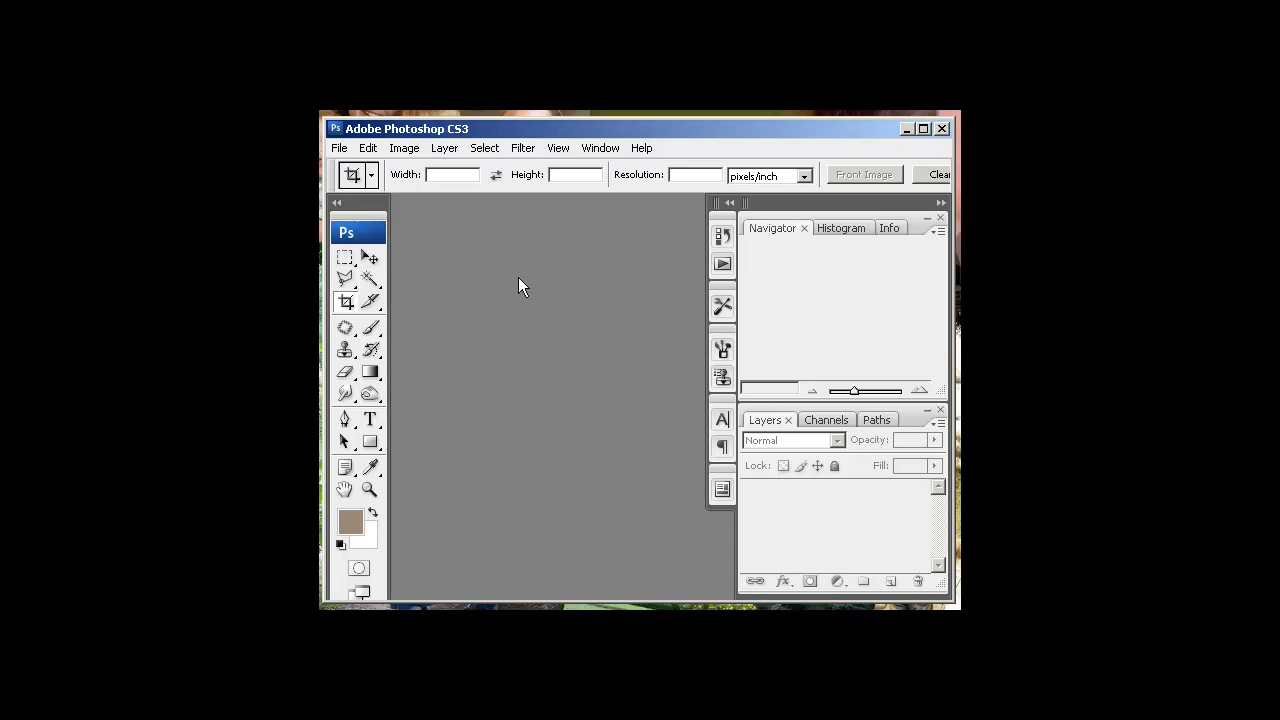 Ps Adobe Photoshop CS3
File Edit Image Layer Select Filter View Window Help
Width: Height: Resolution: pixels/inch Front Image Clear
Ps
Navigator Histogram Info
Layers Channels Paths
Normal Opacity:
Lock: Fill: